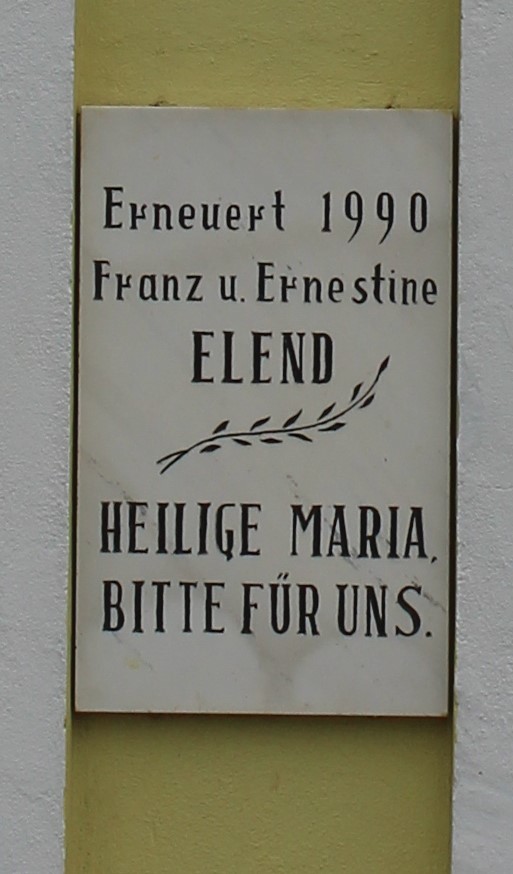 Erneuert 1990
Franz u. Ernestine
ELEND
HEILIGE MARIA,
BITTE FÜR UNS.